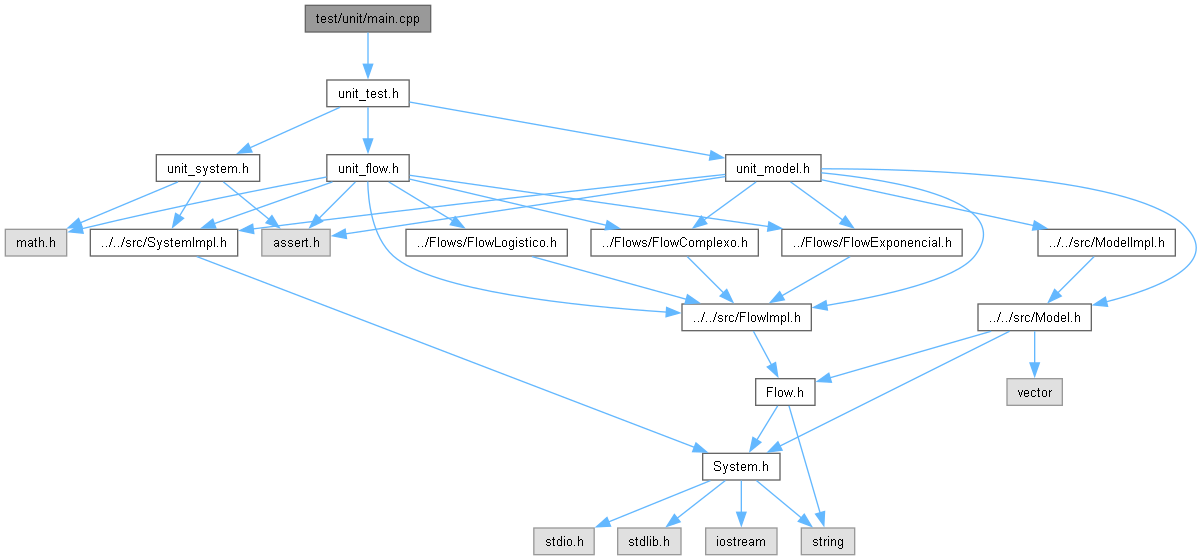 test/unit/main.cpp
unit_test.h
unit_system.h
unit_flow.h
unit_model.h
math.h
../../src/SystemImpl.h
assert.h
../Flows/FlowLogistico.h
../Flows/FlowComplexo.h
../Flows/FlowExponencial.h
../../src/ModelImpl.h
../../src/FlowImpl.h
../../src/Model.h
Flow.h
vector
System.h
stdio.h
stdlib.h
iostream
string